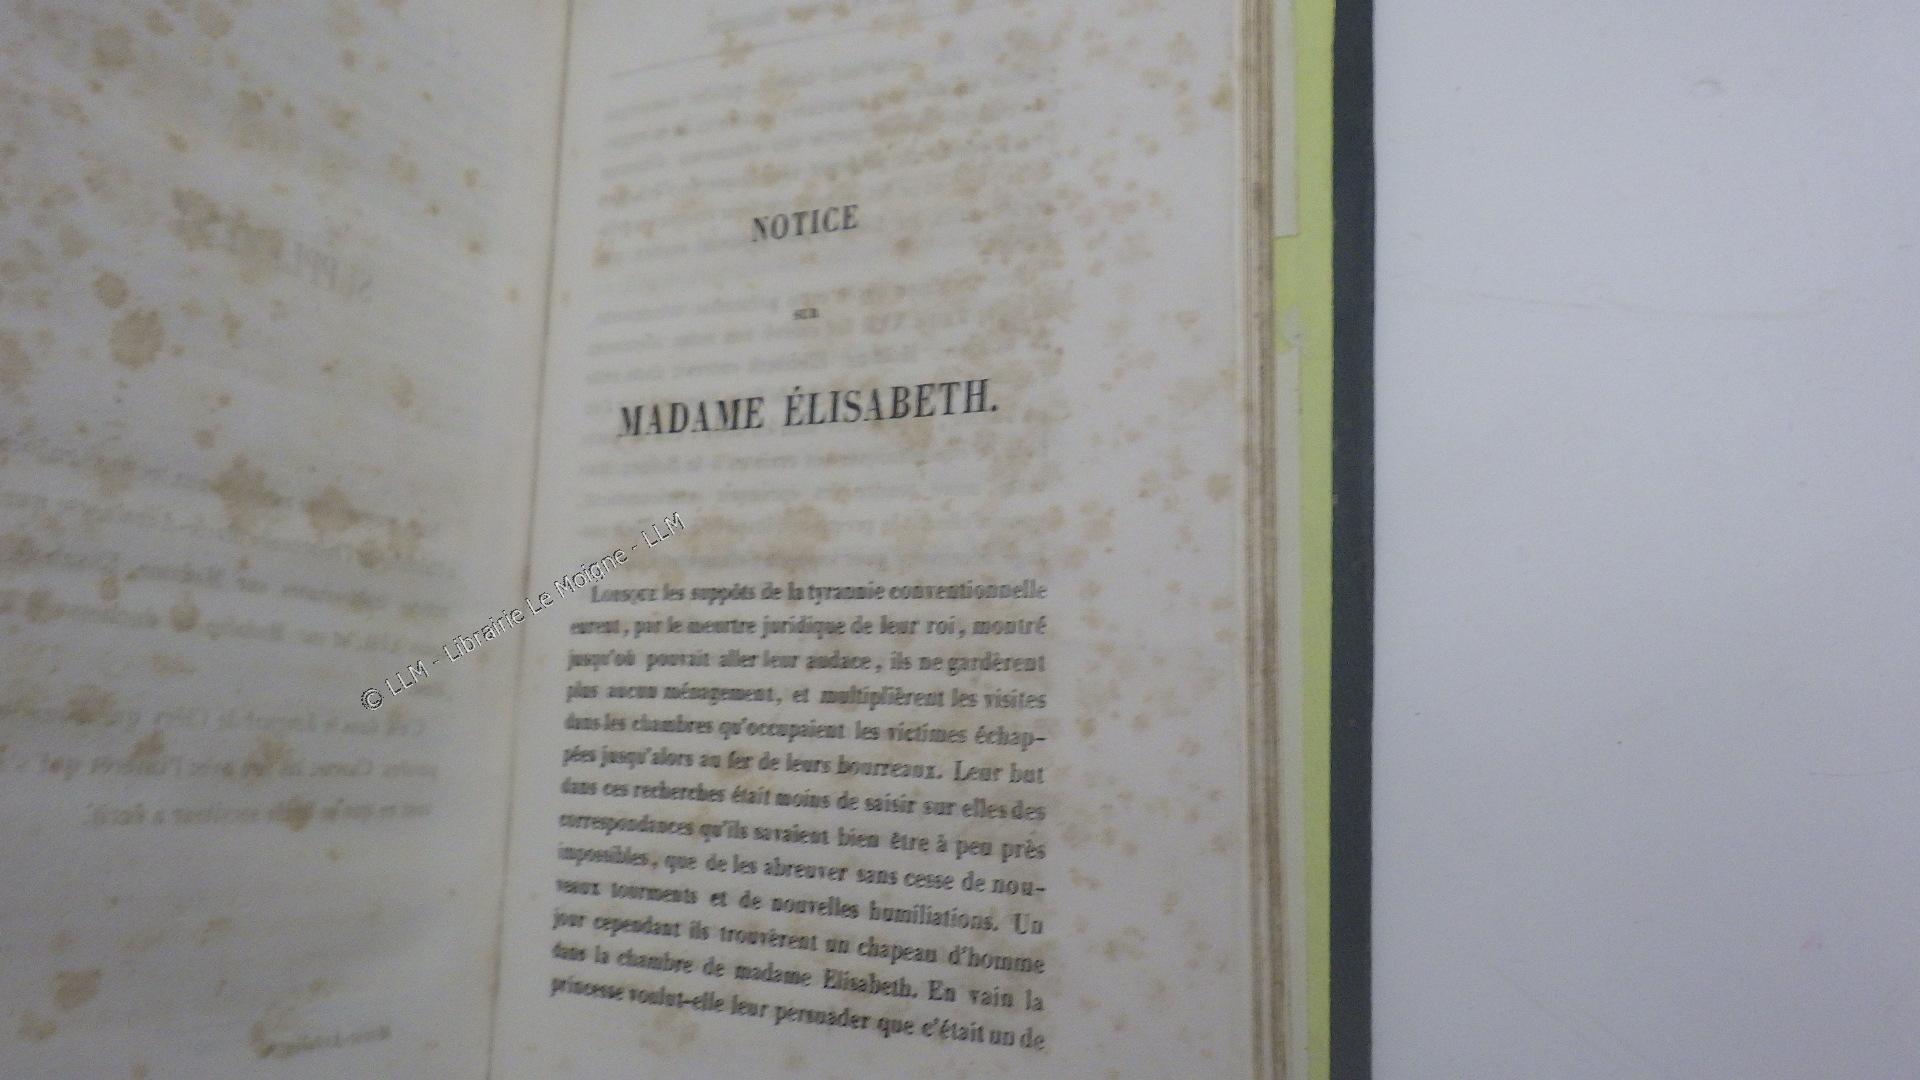 NOTICE
SUR
MADAME ÉLISABETH.
LORSQUE les suppôts de la tyrannie conventionnelle
eurent, par le meurtre juridique de leur roi, montré
jusqu'où pouvait aller leur audace, ils ne gardèrent
plus aucun ménagement, et multiplièrent les visites
dans les chambres qu'occupaient les victimes échap-
pées jusqu'alors au fer de leurs bourreaux. Leur but
dans ces recherches était moins de saisir sur elles des
correspondances qu'ils savaient bien être à peu près
impossibles, que de les abreuver sans cesse de nou-
veaux tourments et de nouvelles humiliations. Un
jour cependant ils trouvèrent un chapeau d'homme
dans la chambre de madame Elisabeth. En vain la
princesse voulut-elle leur persuader que c'était un de
© LLM - Librairie Le Moigne - LLM